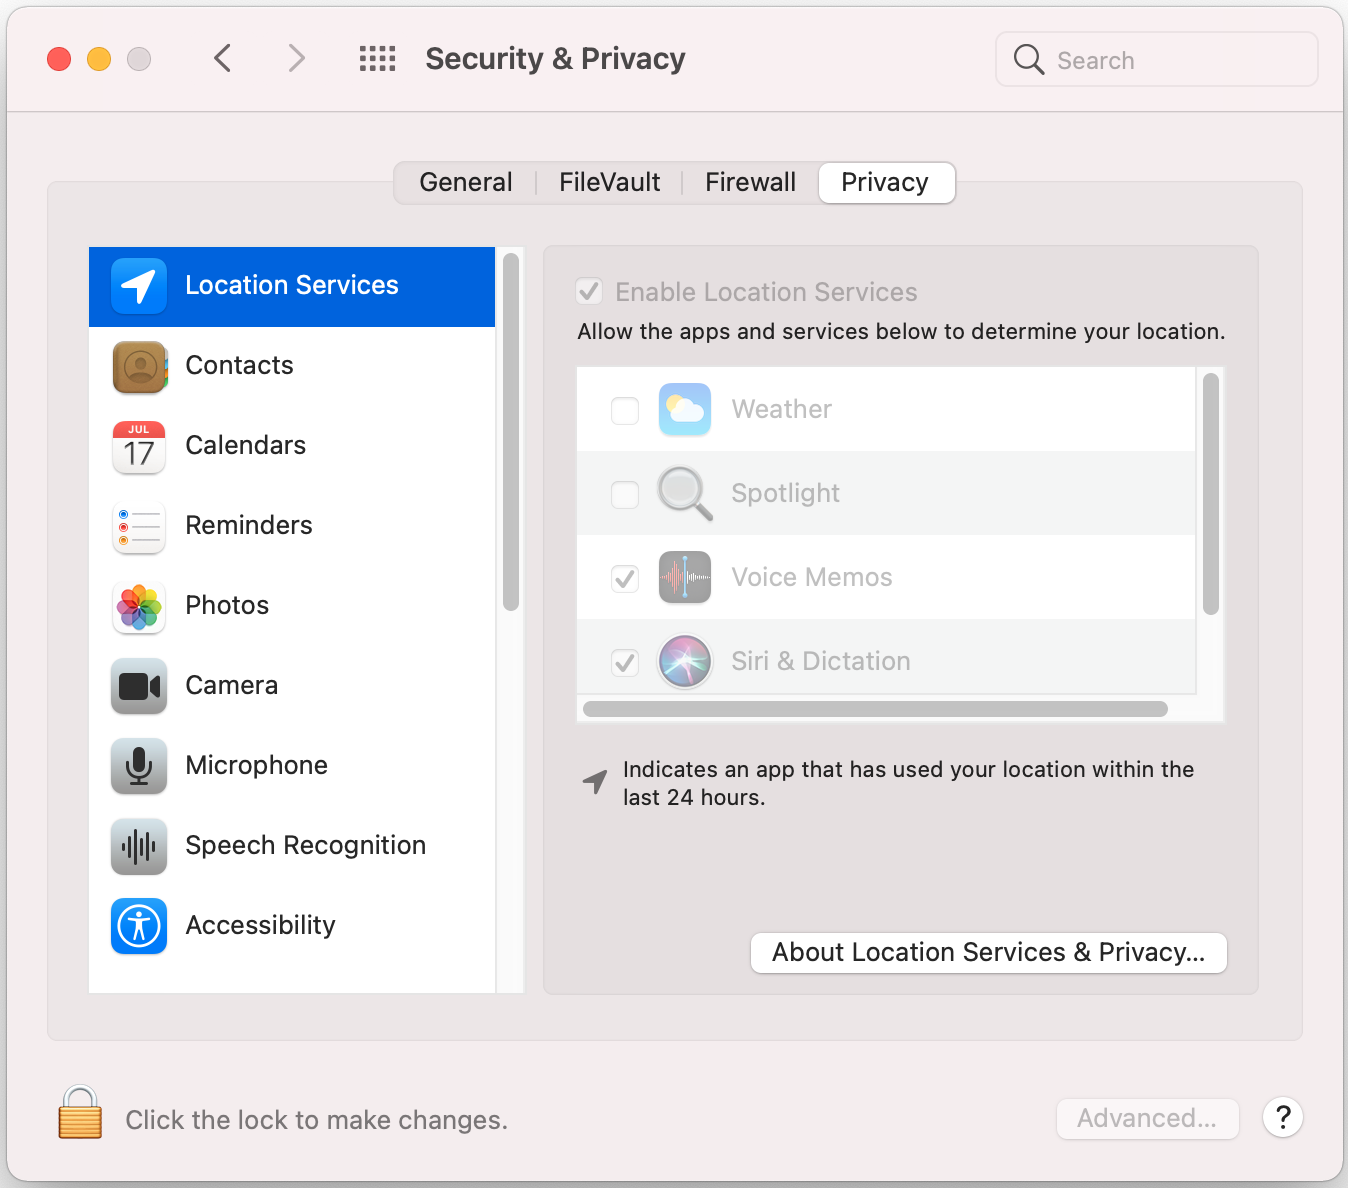 Security & Privacy
Search
General
FileVault
Firewall
Privacy
Location Services
Contacts
JUL
17
Calendars
Reminders
Photos
Camera
Microphone
Speech Recognition
Accessibility
Enable Location Services
Allow the apps and services below to determine your location.
Weather
Spotlight
Voice Memos
Siri & Dictation
Indicates an app that has used your location within the
last 24 hours.
About Location Services & Privacy...
Click the lock to make changes.
Advanced...
?